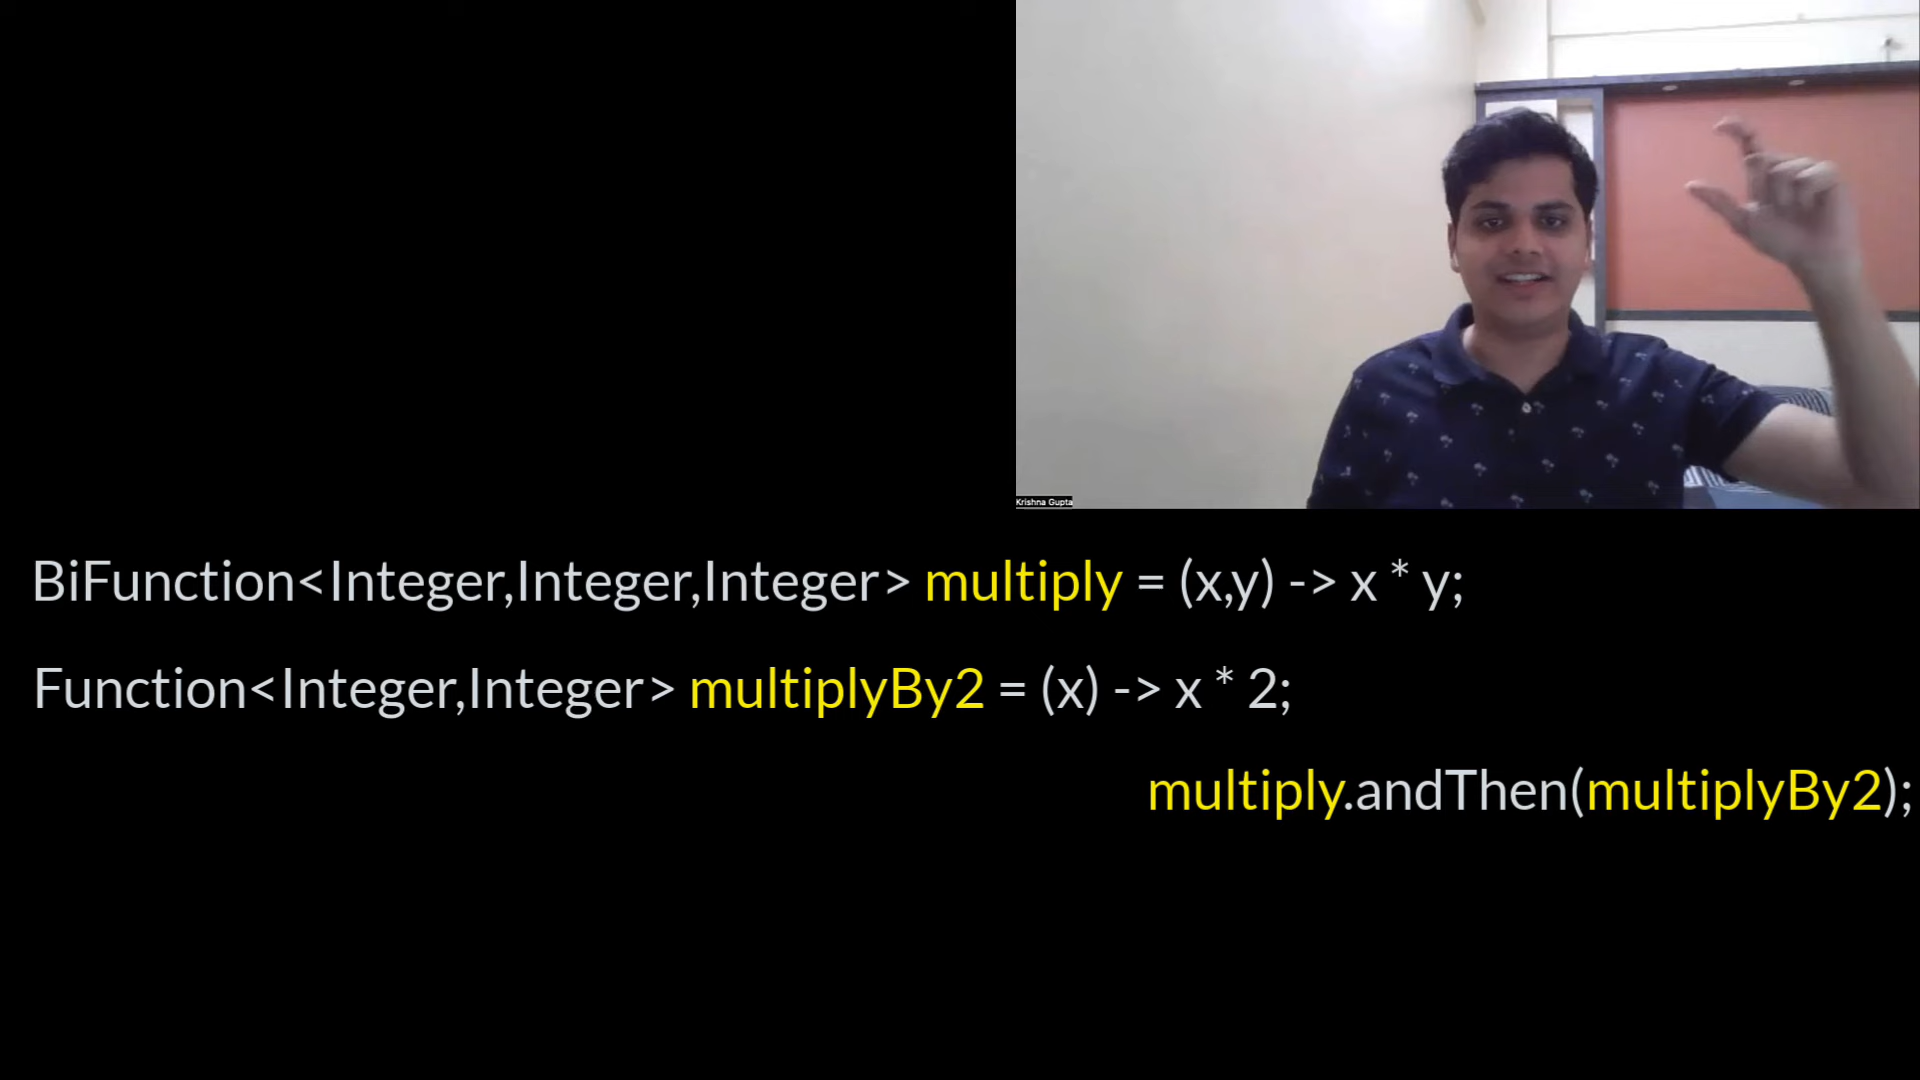 Krishna Gupta
BiFunction<Integer,Integer,Integer> multiply = (x,y) -> x * y;
Function<Integer,Integer> multiplyBy2 = (x) -> x * 2;
multiply.andThen(multiplyBy2);